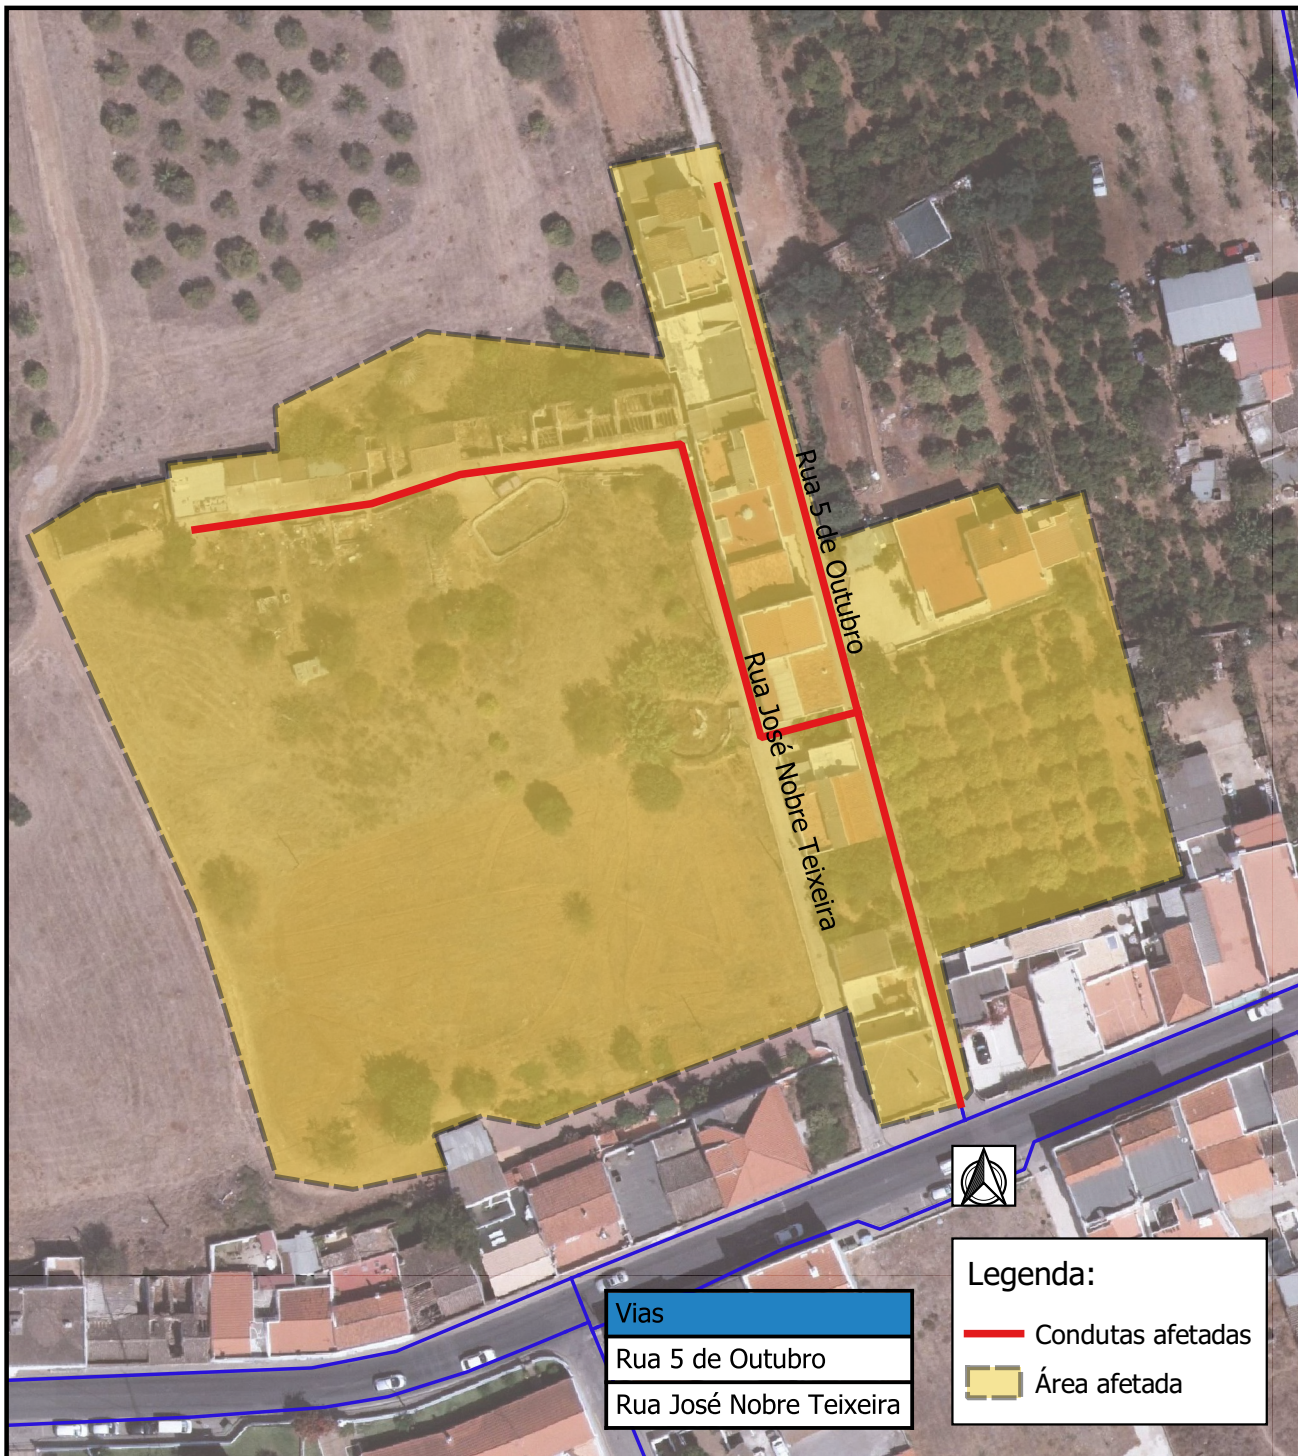 Rua 5 de Outubro
Rua José Nobre Teixeira
Vias
Rua 5 de Outubro
Rua José Nobre Teixeira
Legenda:
Condutas afetadas
Área afetada